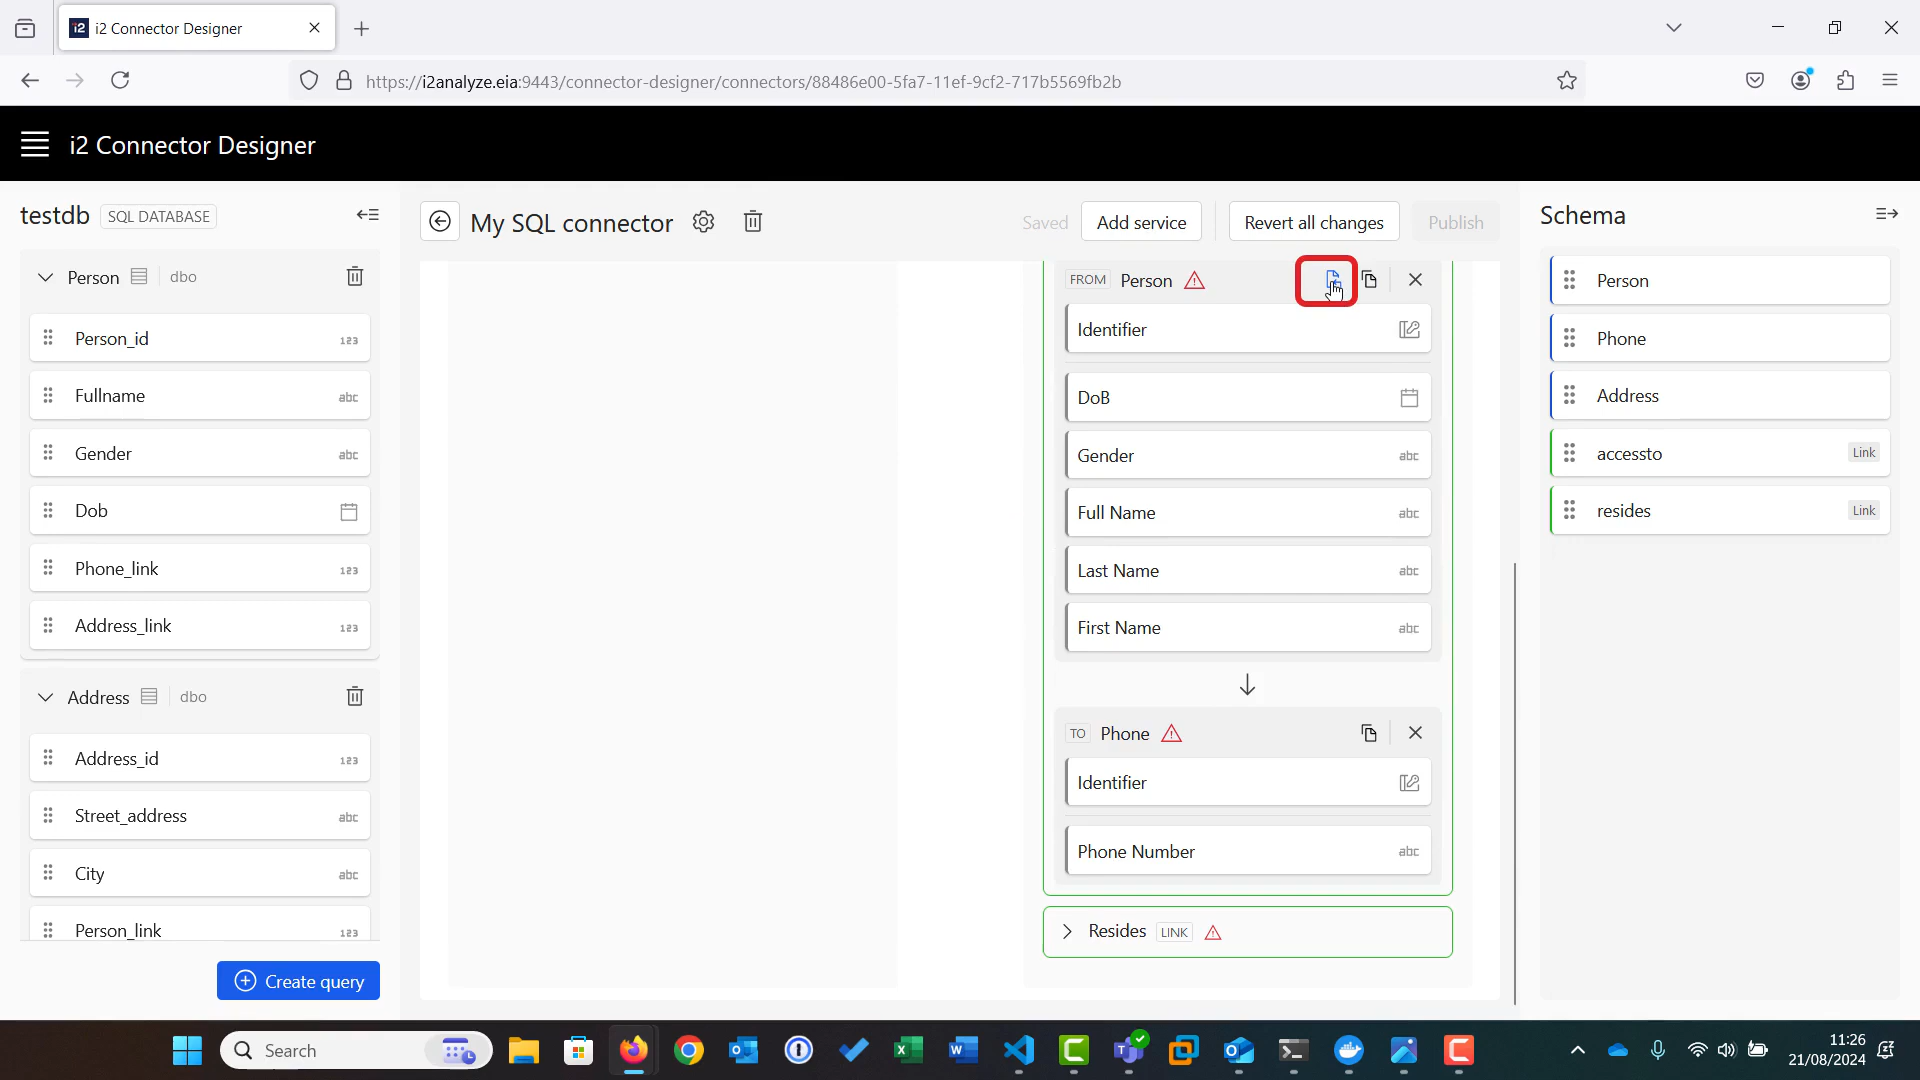 i2 Connector Designer
https://i2analyze.eia:9443/connector-designer/connectors/88486e00-5fa7-11ef-9cf2-717b5569fb2b
i2 Connector Designer
testdb SQL DATABASE
Person dbo
Person_id 123
Fullname abc
Gender abc
Dob
Phone_link 123
Address_link 123
Address dbo
Address_id 123
Street_address abc
City abc
Person_link 123
Create query
My SQL connector
Saved Add service Revert all changes Publish
FROM Person
Identifier
DoB
Gender abc
Full Name abc
Last Name abc
First Name abc
TO Phone
Identifier
Phone Number abc
Resides LINK
Schema
Person
Phone
Address
accessto Link
resides Link
Search
11:26
21/08/2024